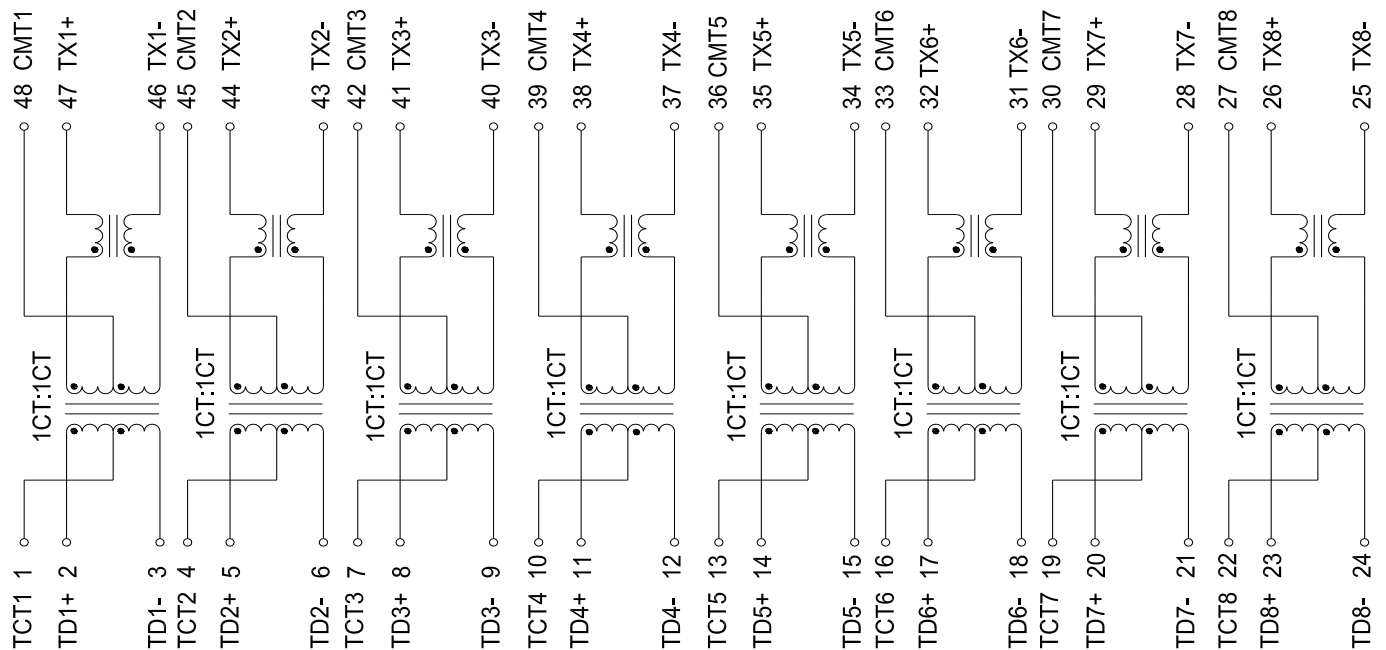 48 CMT1
47 TX1+
46 TX1-
45 CMT2
44 TX2+
43 TX2-
42 CMT3
41 TX3+
40 TX3-
39 CMT4
38 TX4+
37 TX4-
36 CMT5
35 TX5+
34 TX5-
33 CMT6
32 TX6+
31 TX6-
30 CMT7
29 TX7+
28 TX7-
27 CMT8
26 TX8+
25 TX8-
1CT:1CT
1CT:1CT
1CT:1CT
1CT:1CT
1CT:1CT
1CT:1CT
1CT:1CT
1CT:1CT
TCT1 1
TD1+ 2
TD1- 3
TCT2 4
TD2+ 5
TD2- 6
TCT3 7
TD3+ 8
TD3- 9
TCT4 10
TD4+ 11
TD4- 12
TCT5 13
TD5+ 14
TD5- 15
TCT6 16
TD6+ 17
TD6- 18
TCT7 19
TD7+ 20
TD7- 21
TCT8 22
TD8+ 23
TD8- 24